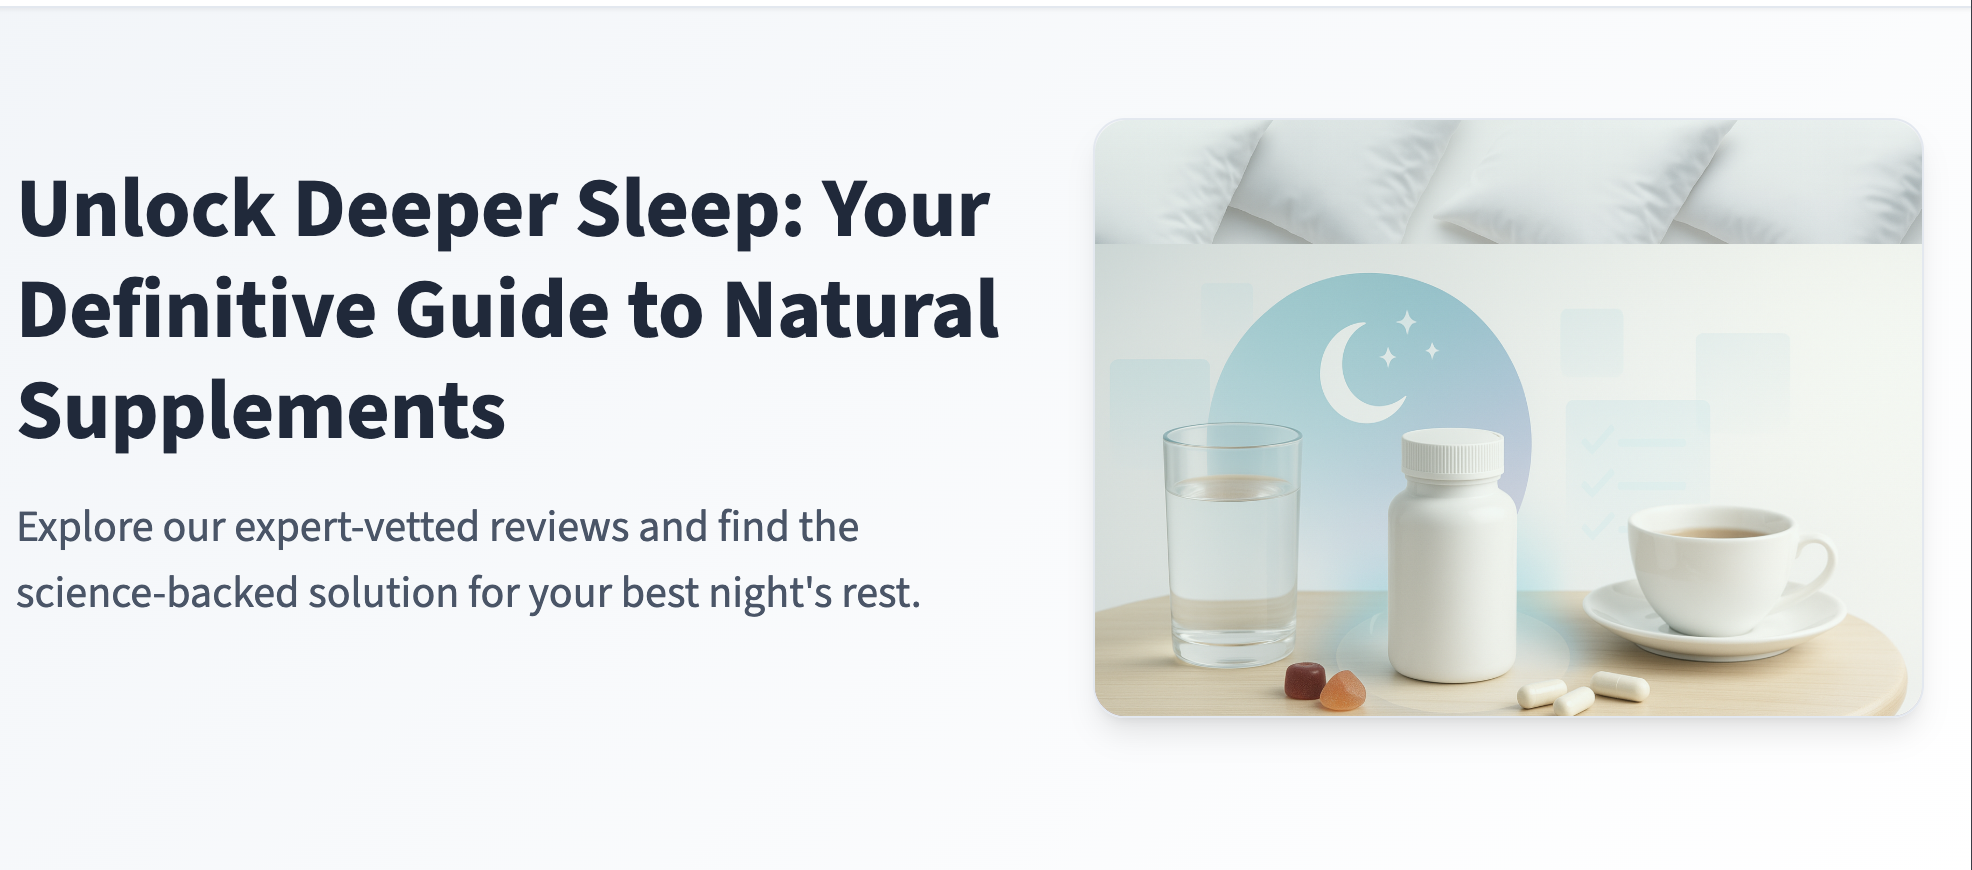 Unlock Deeper Sleep: Your
Definitive Guide to Natural
Supplements
Explore our expert-vetted reviews and find the
science-backed solution for your best night's rest.